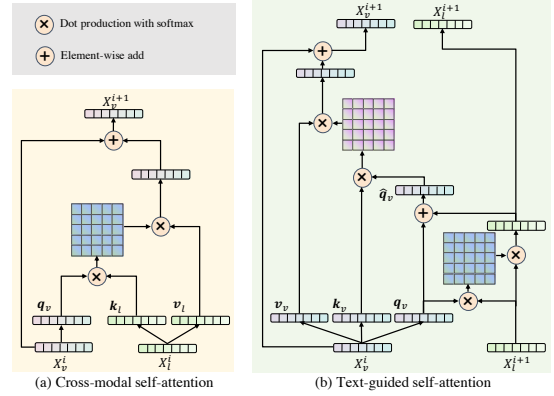 Dot production with softmax
Element-wise add
X_v^{i+1}
q_v
k_l
v_l
X_v^i
X_l^i
(a) Cross-modal self-attention
X_v^{i+1}
X_l^{i+1}
q̂_v
v_v
k_v
q_v
X_v^i
X_l^{i+1}
(b) Text-guided self-attention